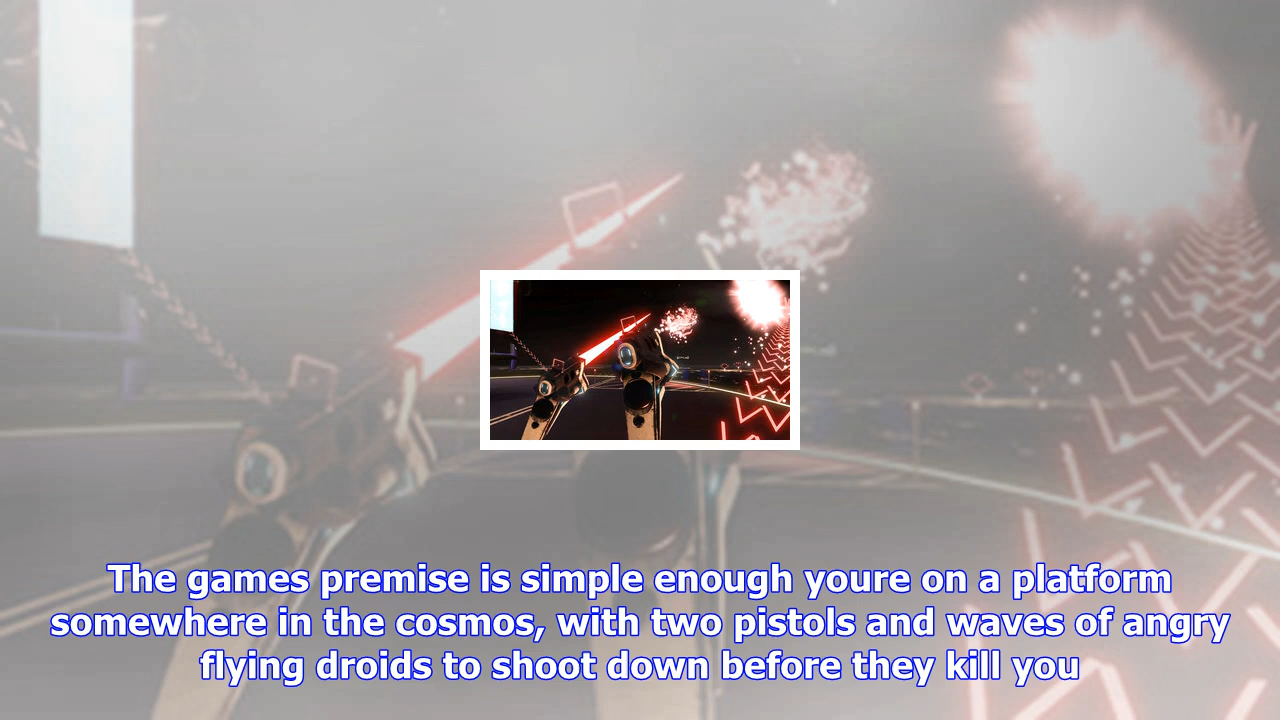 The games premise is simple enough youre on a platform
somewhere in the cosmos, with two pistols and waves of angry
flying droids to shoot down before they kill you